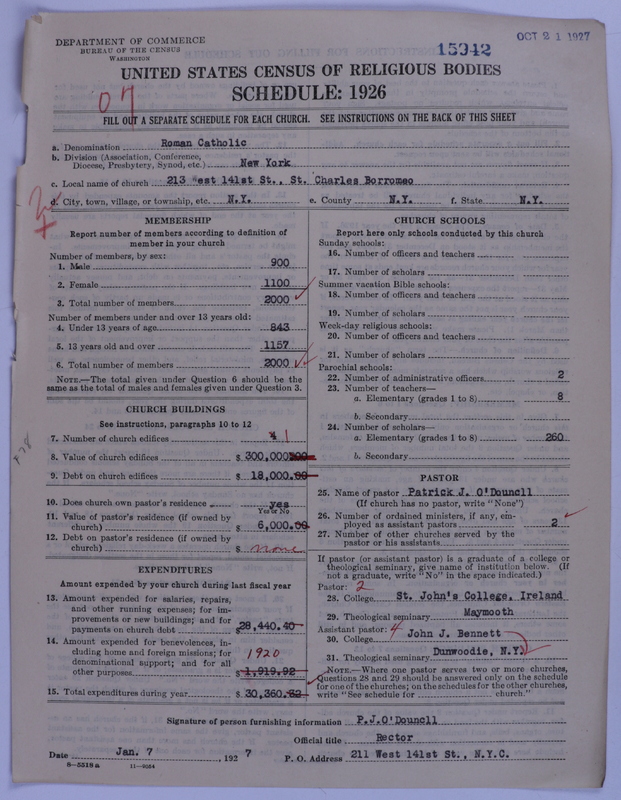 DEPARTMENT OF COMMERCE
BUREAU OF THE CENSUS
WASHINGTON
15342
OCT 21 1927
UNITED STATES CENSUS OF RELIGIOUS BODIES
SCHEDULE: 1926
07
FILL OUT A SEPARATE SCHEDULE FOR EACH CHURCH. SEE INSTRUCTIONS ON THE BACK OF THIS SHEET
a. Denomination Roman Catholic
b. Division (Association, Conference, Diocese, Presbytery, Synod, etc.) New York
c. Local name of church 213 West 141st St., St. Charles Borromeo
d. City, town, village, or township, etc. N.Y. e. County N.Y. f. State N.Y.
MEMBERSHIP
Report number of members according to definition of
member in your church
Number of members, by sex:
1. Male 900
2. Female 1100
3. Total number of members 2000
Number of members under and over 13 years old:
4. Under 13 years of age 843
5. 13 years old and over 1157
6. Total number of members 2000
NOTE.—The total given under Question 6 should be the
same as the total of males and females given under Question 3.
CHURCH BUILDINGS
See instructions, paragraphs 10 to 12
7. Number of church edifices 1
8. Value of church edifices $ 300,000.00
9. Debt on church edifices $ 18,000.00
10. Does church own pastor's residence yes
Yes or No
11. Value of pastor's residence (if owned by
church) $ 6,000.00
12. Debt on pastor's residence (if owned by
church) $ none
EXPENDITURES
Amount expended by your church during last fiscal year
13. Amount expended for salaries, repairs,
and other running expenses; for im-
provements or new buildings; and for
payments on church debt $28,440.40
14. Amount expended for benevolences, in-
cluding home and foreign missions; for
denominational support; and for all
other purposes $ 1,919.92 1920
15. Total expenditures during year $ 30,360.32
CHURCH SCHOOLS
Report here only schools conducted by this church
Sunday schools:
16. Number of officers and teachers
17. Number of scholars
Summer vacation Bible schools:
18. Number of officers and teachers
19. Number of scholars
Week-day religious schools:
20. Number of officers and teachers
21. Number of scholars
Parochial schools:
22. Number of administrative officers 2
23. Number of teachers—
a. Elementary (grades 1 to 8) 8
b. Secondary
24. Number of scholars—
a. Elementary (grades 1 to 8) 260
b. Secondary
PASTOR
25. Name of pastor Patrick J. O'Douncll
(If church has no pastor, write "None")
26. Number of ordained ministers, if any, em-
ployed as assistant pastors 2
27. Number of other churches served by the
pastor or his assistants
If pastor (or assistant pastor) is a graduate of a college or
theological seminary, give name of institution below. (If
not a graduate, write "No" in the space indicated.)
Pastor: 2
28. College St. John's College, Ireland
29. Theological seminary Maymooth
Assistant pastor: 4
30. College John J. Bennett
31. Theological seminary Dunwoodie, N.Y.
NOTE.—Where one pastor serves two or more churches,
Questions 28 and 29 should be answered only on the schedule
for one of the churches; on the schedules for the other churches,
write "See schedule for church."
Signature of person furnishing information P.J.O'Douncll
Official title Rector
Date Jan. 7, 1927 P. O. Address 211 West 141st St., N.Y.C.
8-5318a 11-9564